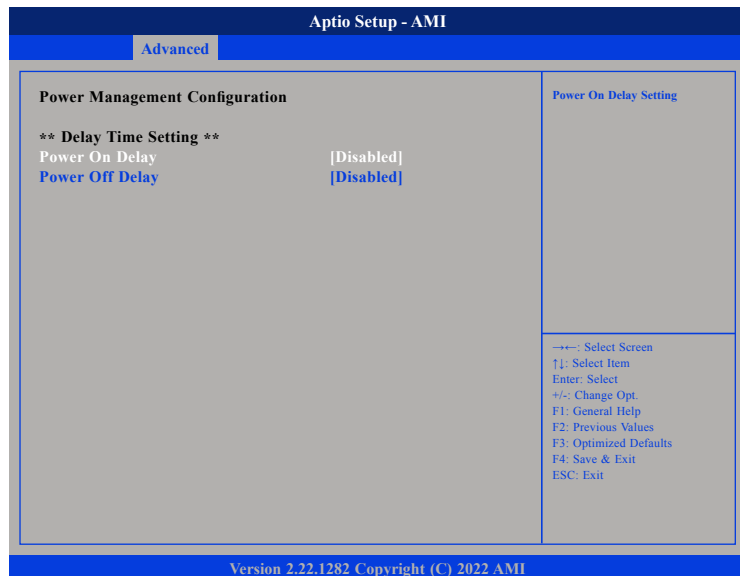 Aptio Setup - AMI
Advanced
Power Management Configuration
** Delay Time Setting **
Power On Delay [Disabled]
Power Off Delay [Disabled]
Power On Delay Setting
→←: Select Screen
↑↓: Select Item
Enter: Select
+/-: Change Opt.
F1: General Help
F2: Previous Values
F3: Optimized Defaults
F4: Save & Exit
ESC: Exit
Version 2.22.1282 Copyright (C) 2022 AMI